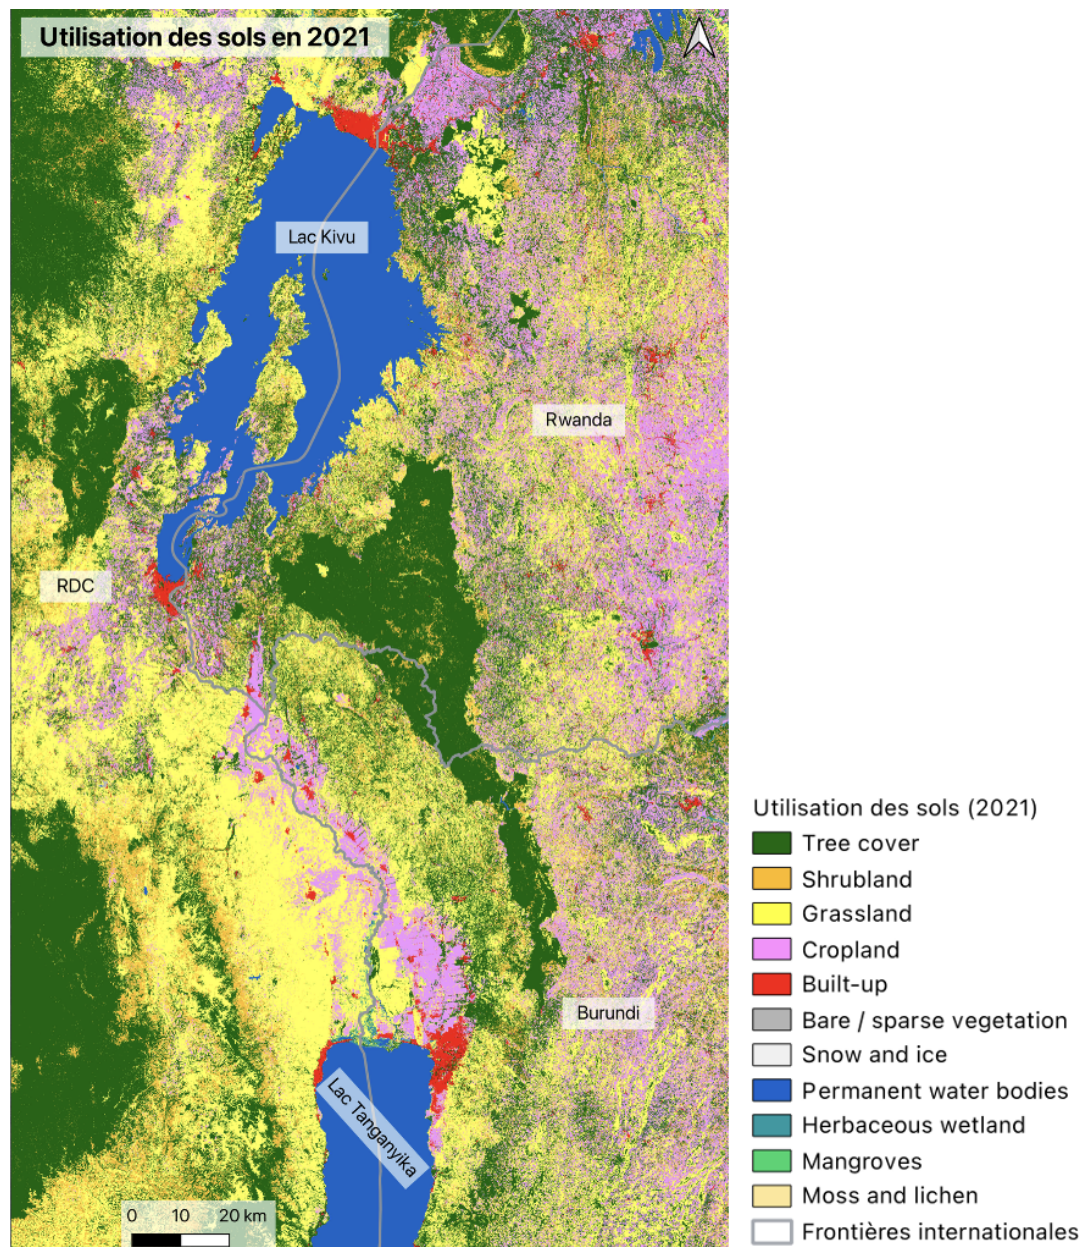 Utilisation des sols en 2021
Lac Kivu
Rwanda
RDC
Burundi
Lac Tanganyika
0 10 20 km
Utilisation des sols (2021)
Tree cover
Shrubland
Grassland
Cropland
Built-up
Bare / sparse vegetation
Snow and ice
Permanent water bodies
Herbaceous wetland
Mangroves
Moss and lichen
Frontières internationales